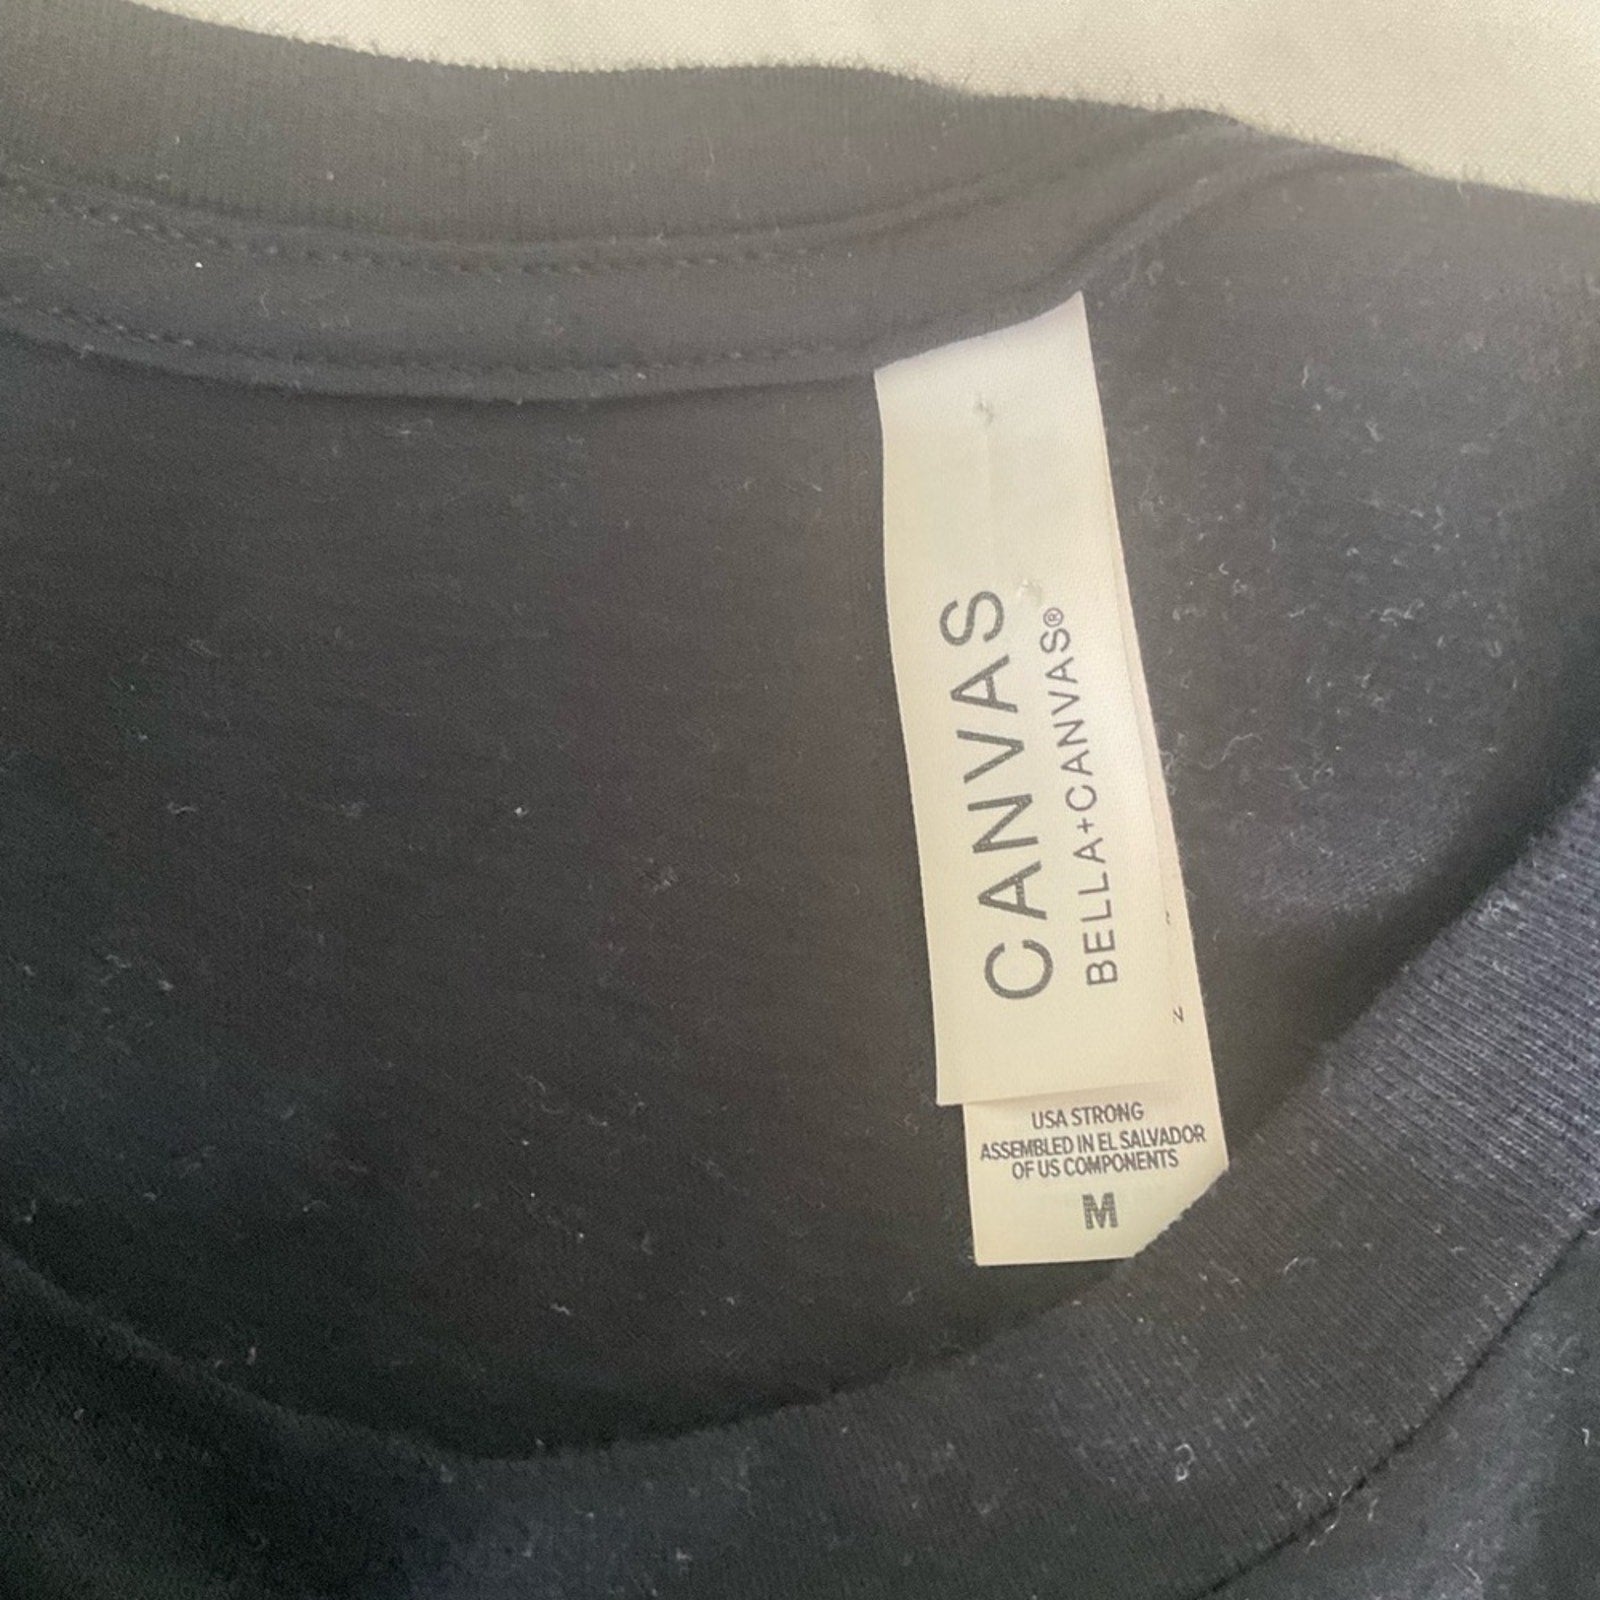 CANVAS
BELLA+CANVAS®
USA STRONG
ASSEMBLED IN EL SALVADOR
OF US COMPONENTS
M